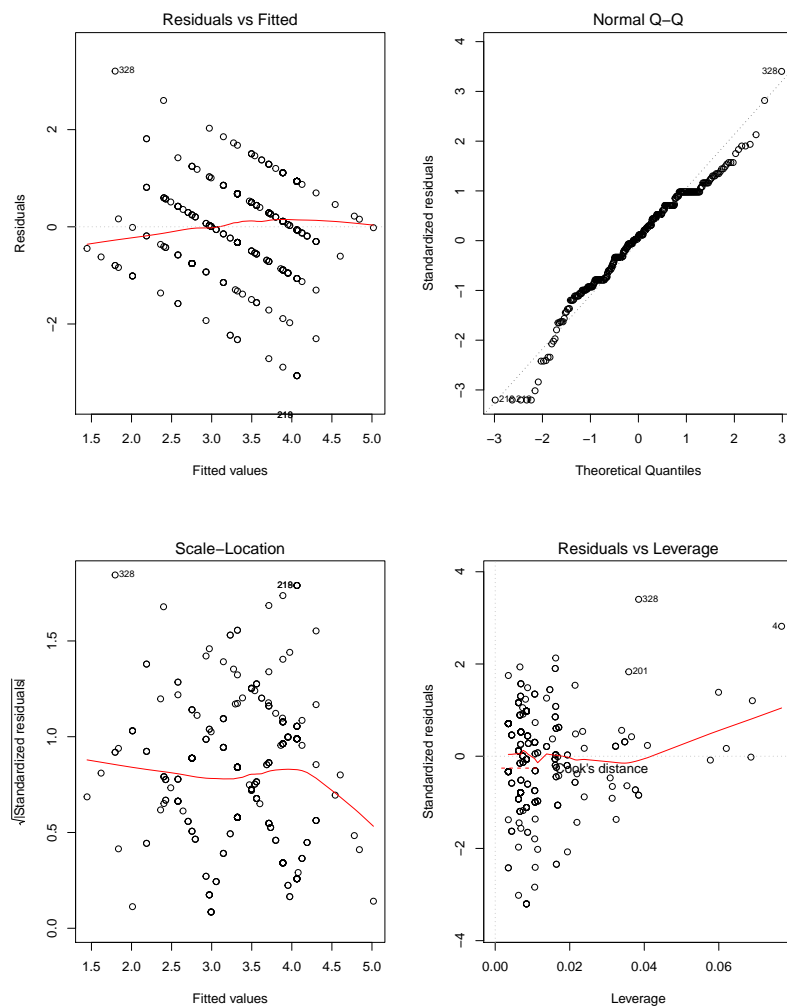 Residuals vs Fitted
Residuals
2
0
−2
328
218
1.5 2.0 2.5 3.0 3.5 4.0 4.5 5.0
Fitted values
Normal Q−Q
Standardized residuals
4
3
2
1
0
−1
−2
−3
328
218
−3 −2 −1 0 1 2 3
Theoretical Quantiles
Scale−Location
√|Standardized residuals|
1.5
1.0
0.5
0.0
328
218
1.5 2.0 2.5 3.0 3.5 4.0 4.5 5.0
Fitted values
Residuals vs Leverage
Standardized residuals
4
2
0
−2
−4
328
4
201
Cook's distance
0.00 0.02 0.04 0.06
Leverage